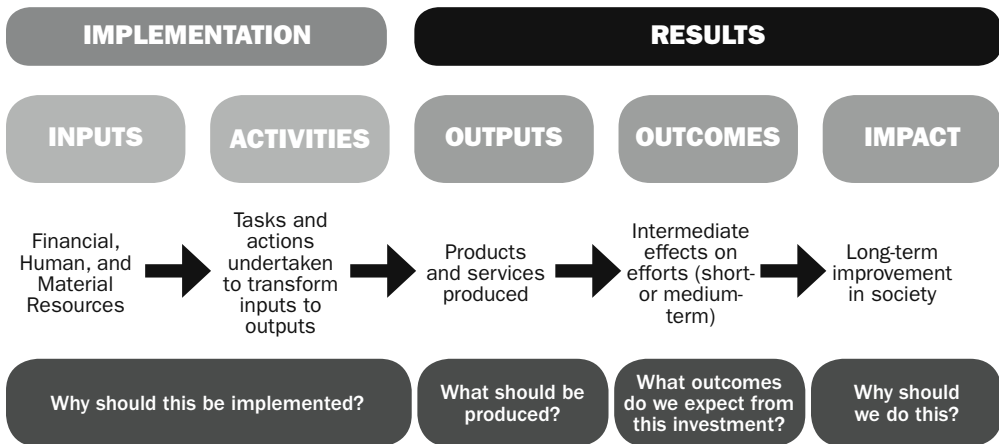 IMPLEMENTATION
RESULTS
INPUTS
ACTIVITIES
OUTPUTS
OUTCOMES
IMPACT
Financial,
Human, and
Material
Resources
Tasks and
actions
undertaken
to transform
inputs to
outputs
Products
and services
produced
Intermediate
effects on
efforts (short-
or medium-
term)
Long-term
improvement
in society
Why should this be implemented?
What should be
produced?
What outcomes
do we expect from
this investment?
Why should
we do this?